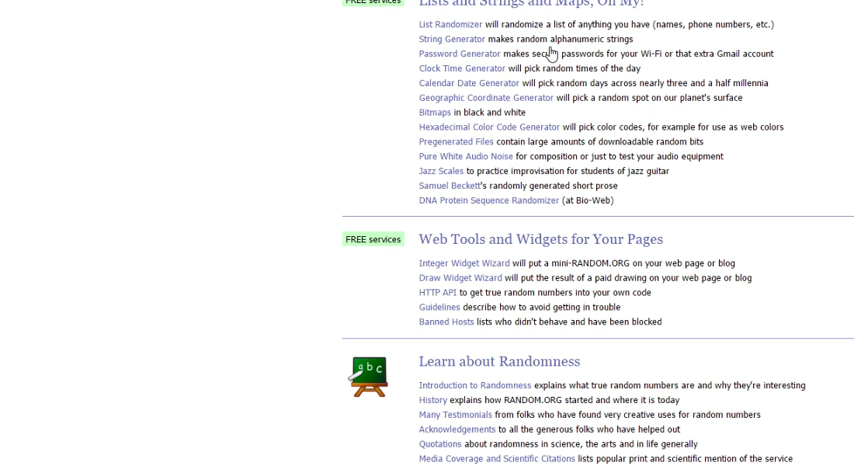 FREE services
Lists and Strings and Maps, Oh My!
List Randomizer will randomize a list of anything you have (names, phone numbers, etc.)
String Generator makes random alphanumeric strings
Password Generator makes secure passwords for your Wi-Fi or that extra Gmail account
Clock Time Generator will pick random times of the day
Calendar Date Generator will pick random days across nearly three and a half millennia
Geographic Coordinate Generator will pick a random spot on our planet's surface
Bitmaps in black and white
Hexadecimal Color Code Generator will pick color codes, for example for use as web colors
Pregenerated Files contain large amounts of downloadable random bits
Pure White Audio Noise for composition or just to test your audio equipment
Jazz Scales to practice improvisation for students of jazz guitar
Samuel Beckett's randomly generated short prose
DNA Protein Sequence Randomizer (at Bio-Web)
FREE services
Web Tools and Widgets for Your Pages
Integer Widget Wizard will put a mini-RANDOM.ORG on your web page or blog
Draw Widget Wizard will put the result of a paid drawing on your web page or blog
HTTP API to get true random numbers into your own code
Guidelines describe how to avoid getting in trouble
Banned Hosts lists who didn't behave and have been blocked
a b c
Learn about Randomness
Introduction to Randomness explains what true random numbers are and why they're interesting
History explains how RANDOM.ORG started and where it is today
Many Testimonials from folks who have found very creative uses for random numbers
Acknowledgements to all the generous folks who have helped out
Quotations about randomness in science, the arts and in life generally
Media Coverage and Scientific Citations lists popular print and scientific mention of the service